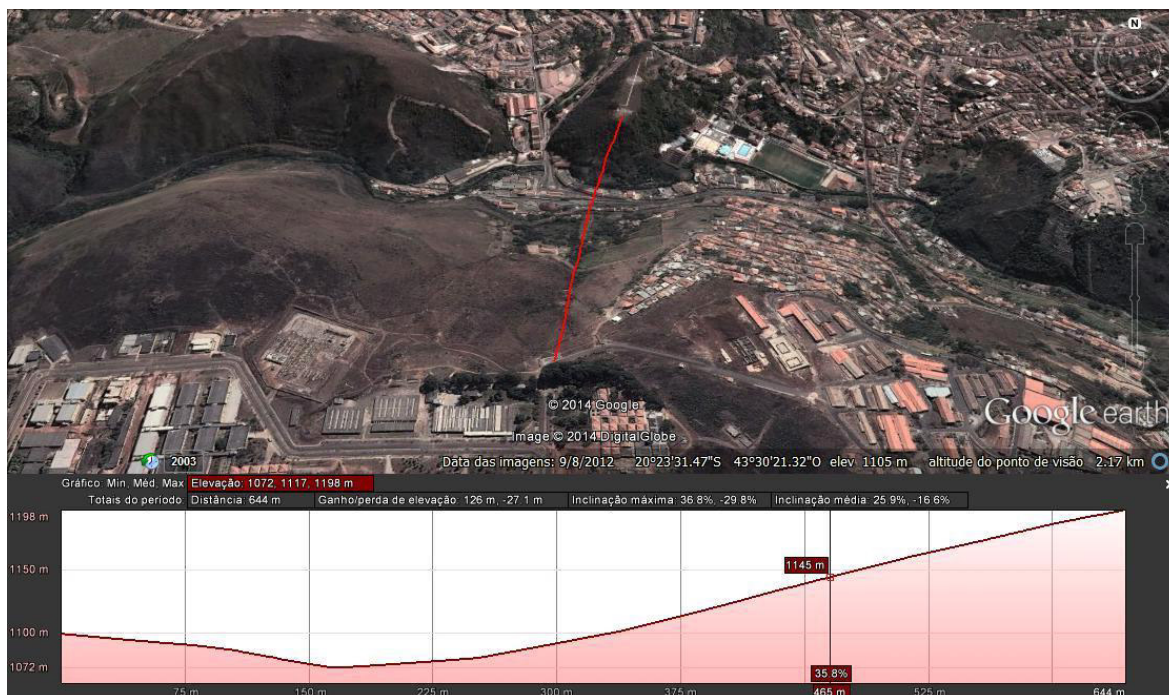 N
© 2014 Google
Image © 2014 DigitalGlobe
Google earth
2003
Data das imagens: 9/8/2012 20°23'31.47"S 43°30'21.32"O elev 1105 m altitude do ponto de visão 2.17 km
Gráfico: Mín, Méd, Máx Elevação: 1072, 1117, 1198 m
Totais do período: Distância: 644 m Ganho/perda de elevação: 126 m, -27.1 m Inclinação máxima: 36.8%, -29.8% Inclinação média: 25.9%, -16.6%
1198 m
1150 m
1145 m
1100 m
1072 m
35.8%
75 m 150 m 225 m 300 m 375 m 465 m 525 m 644 m